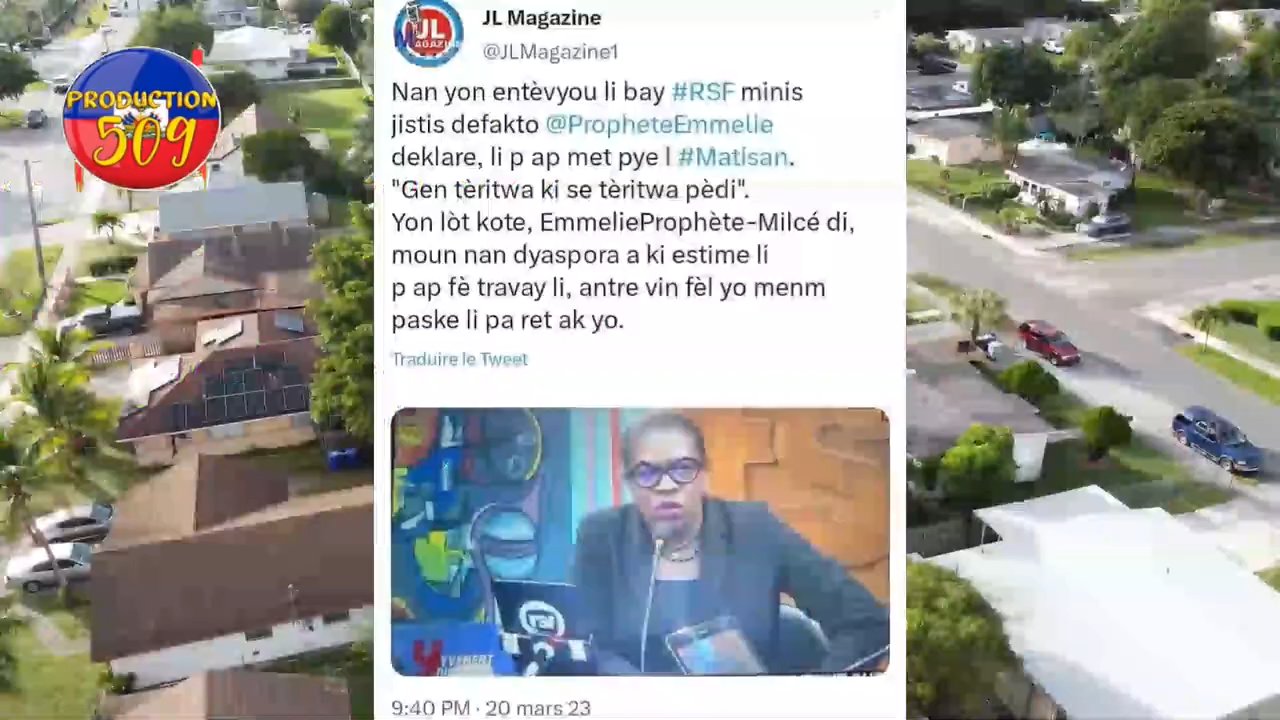 JL Magazine
@JLMagazine1
PRODUCTION
509
JL
Nan yon entèvyou li bay #RSF minis
jistis defakto @PropheteEmmelie
deklare, li p ap met pye l #Matisan.
"Gen tèritwa ki se tèritwa pèdi".
Yon lòt kote, EmmelieProphète-Milcé di,
moun nan dyaspora a ki estime li
p ap fè travay li, antre vin fèl yo menm
paske li pa ret ak yo.
Traduire le Tweet
9:40 PM · 20 mars 23